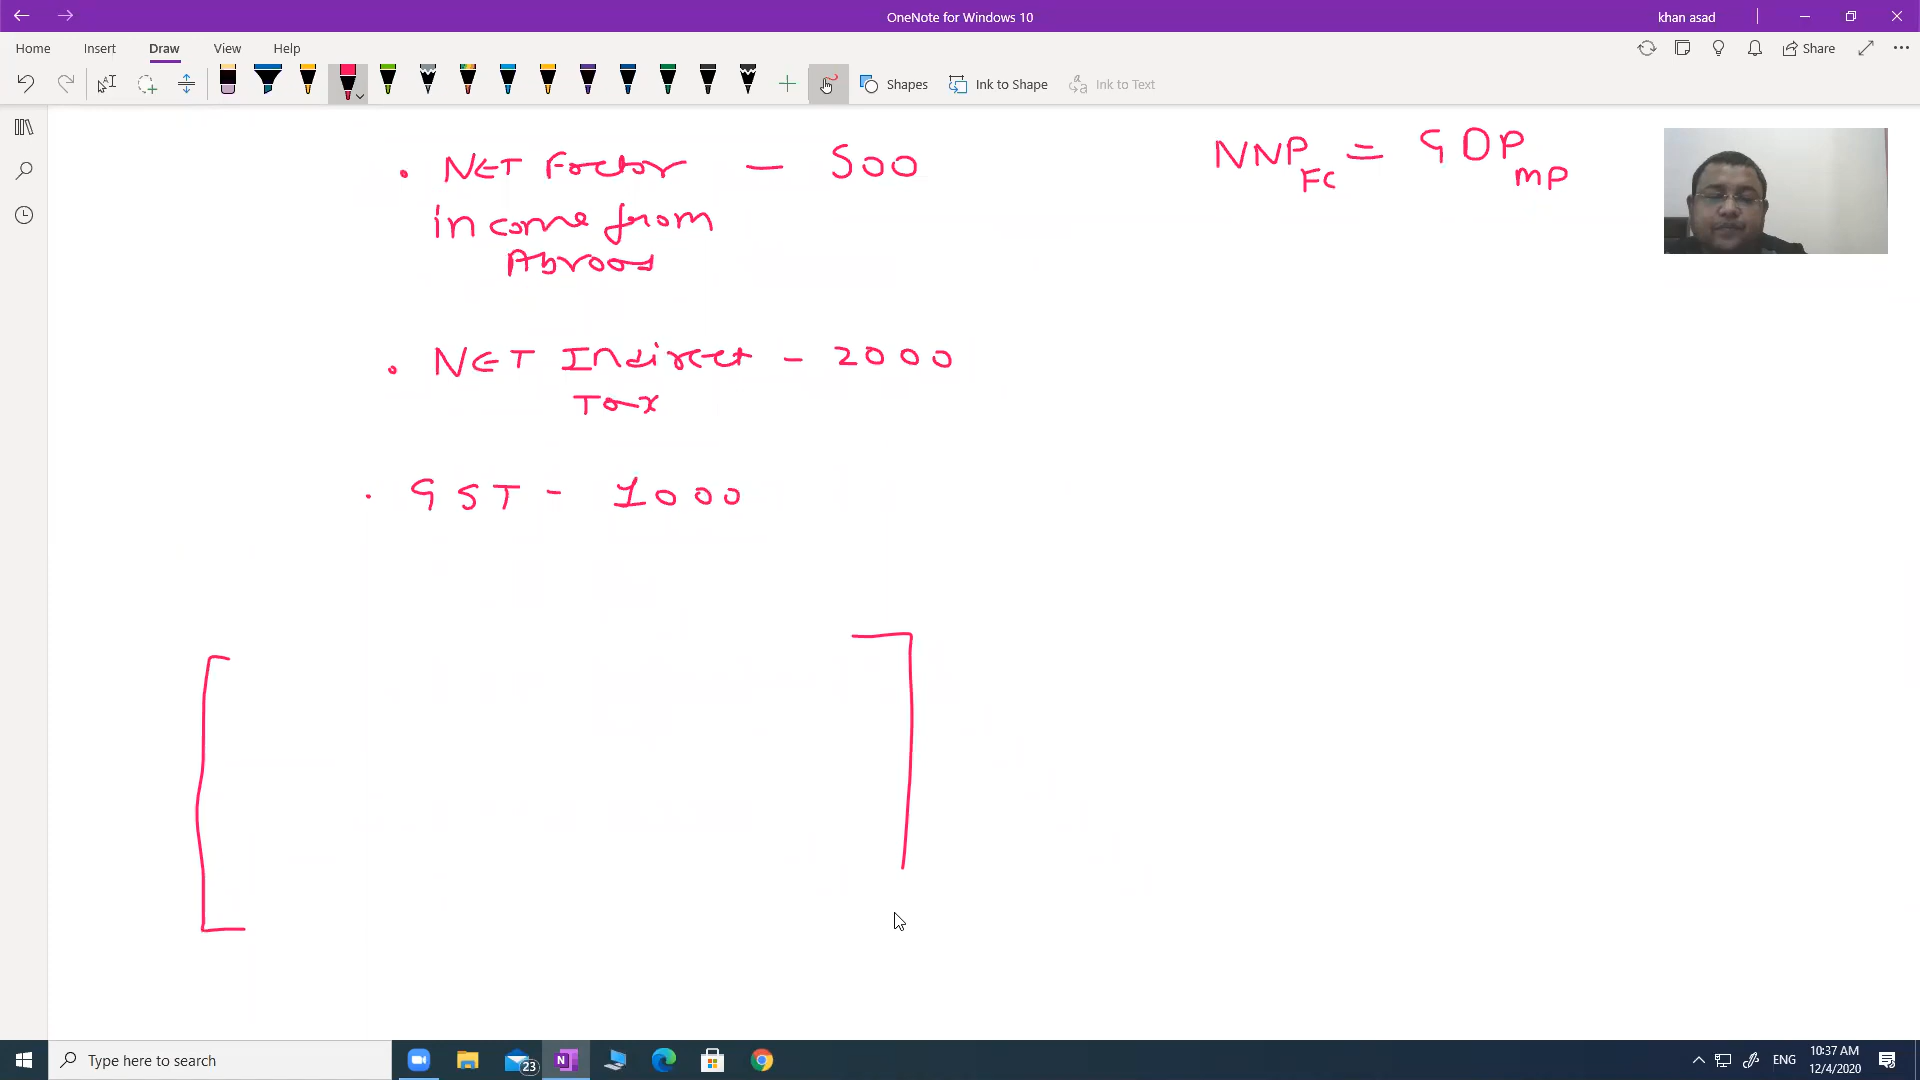 OneNote for Windows 10
khan asad
Home
Insert
Draw
View
Help
Share
Shapes
Ink to Shape
Ink to Text
. NET Factor — 500
income from
Abroad
. NET Indirect - 2000
Tax
. GST - 1000
NNP FC = GDP mp
Type here to search
23
ENG
10:37 AM
12/4/2020